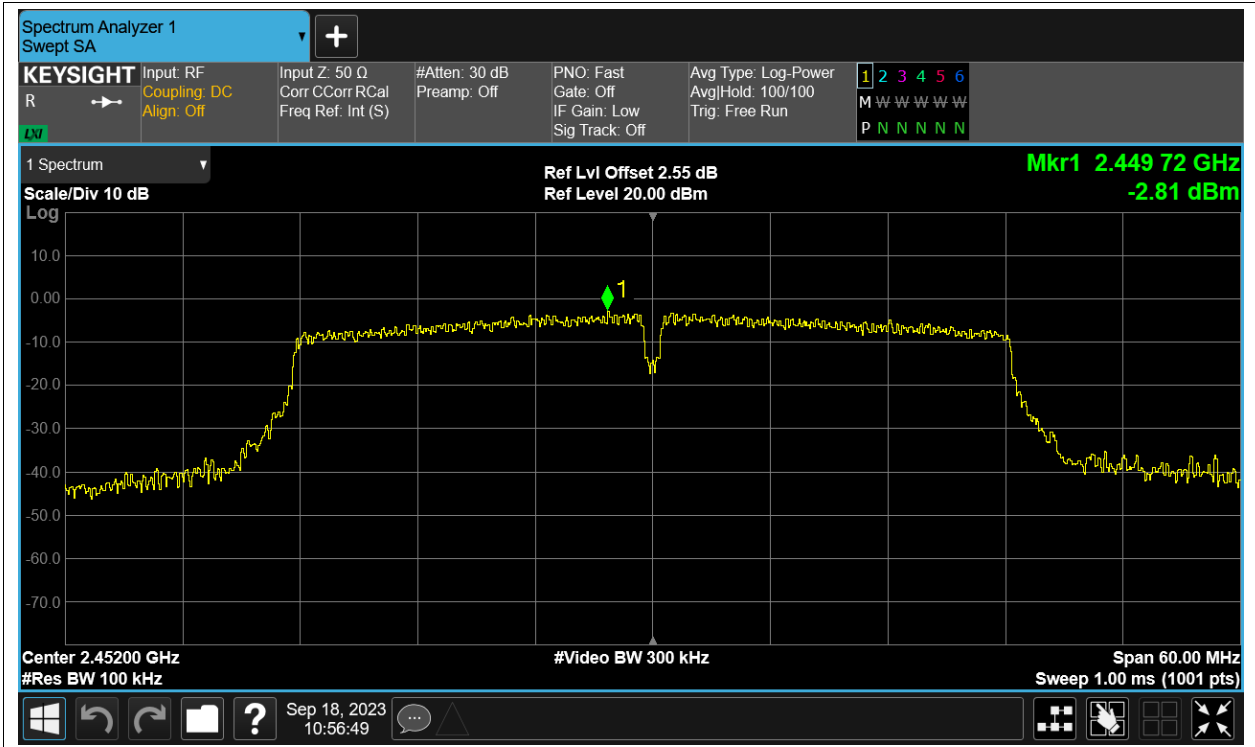 Spectrum Analyzer 1
Swept SA
KEYSIGHT
R
LXI
Input: RF
Coupling: DC
Align: Off
Input Z: 50 Ω
Corr CCorr RCal
Freq Ref: Int (S)
#Atten: 30 dB
Preamp: Off
PNO: Fast
Gate: Off
IF Gain: Low
Sig Track: Off
Avg Type: Log-Power
Avg|Hold: 100/100
Trig: Free Run
1 2 3 4 5 6
M W W W W W
P N N N N N
1 Spectrum
Scale/Div 10 dB
Log
Ref Lvl Offset 2.55 dB
Ref Level 20.00 dBm
Mkr1 2.449 72 GHz
-2.81 dBm
10.0
0.00
-10.0
-20.0
-30.0
-40.0
-50.0
-60.0
-70.0
1
Center 2.45200 GHz
#Res BW 100 kHz
#Video BW 300 kHz
Span 60.00 MHz
Sweep 1.00 ms (1001 pts)
?
Sep 18, 2023
10:56:49